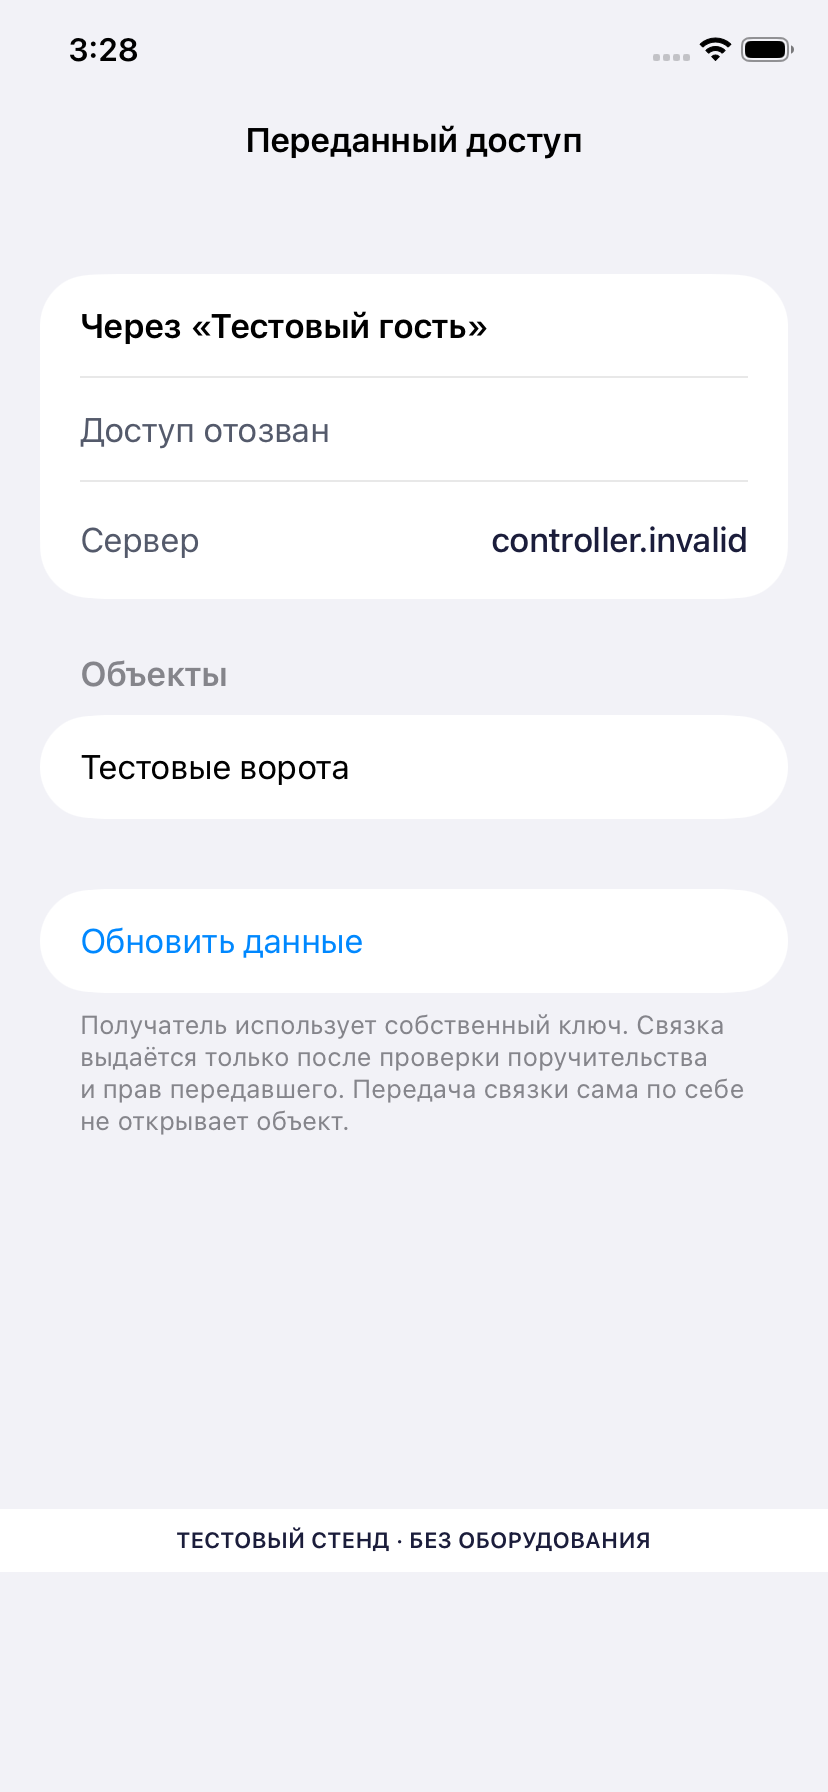 3:28
Переданный доступ
Через «Тестовый гость»
Доступ отозван
Сервер controller.invalid
Объекты
Тестовые ворота
Обновить данные
Получатель использует собственный ключ. Связка
выдаётся только после проверки поручительства
и прав передавшего. Передача связки сама по себе
не открывает объект.
ТЕСТОВЫЙ СТЕНД · БЕЗ ОБОРУДОВАНИЯ